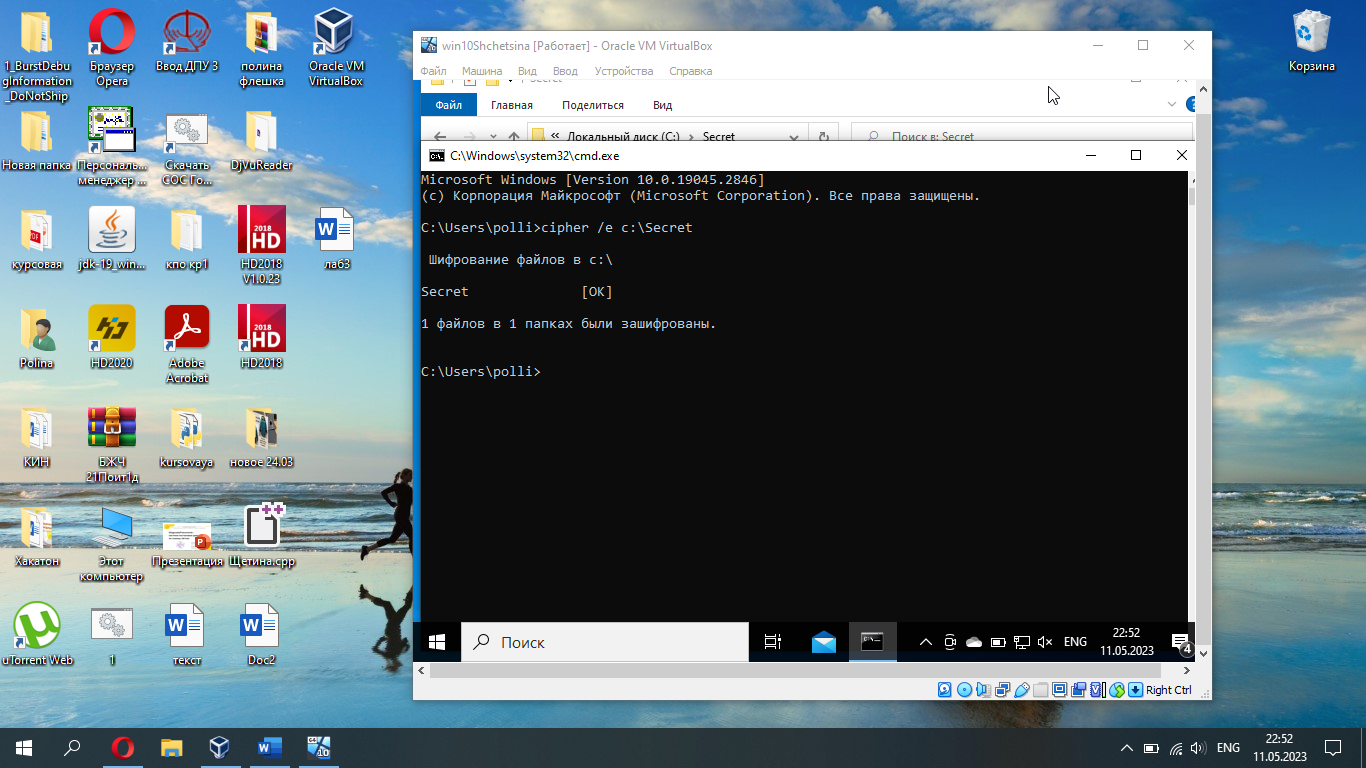 1_BurstDebu
gInformation
_DoNotShip
Браузер
Opera
Ввод ДПУ 3
полина
флешка
Oracle VM
VirtualBox
Корзина
Новая папка
Персональ...
менеджер ...
Скачать
СОС Го...
DjVuReader
курсовая
jdk-19_win...
кпо кр1
HD2018
V1.0.23
лаб3
Polina
HD2020
Adobe
Acrobat
HD2018
КИН
БЖЧ
21Поит1д
kursovaya
новое 24.03
Хакатон
Этот
компьютер
Презентация
Щетина.cpp
uTorrent Web
1
текст
Doc2
win10Shchetsina [Работает] - Oracle VM VirtualBox
Файл Машина Вид Ввод Устройства Справка
Secret
Файл Главная Поделиться Вид
« Локальный диск (C:) › Secret
Поиск в: Secret
C:\Windows\system32\cmd.exe
Microsoft Windows [Version 10.0.19045.2846]
(c) Корпорация Майкрософт (Microsoft Corporation). Все права защищены.
C:\Users\polli>cipher /e c:\Secret
Шифрование файлов в c:\
Secret [OK]
1 файлов в 1 папках были зашифрованы.
C:\Users\polli>
Поиск
ENG
22:52
11.05.2023
4
Right Ctrl
ENG
22:52
11.05.2023